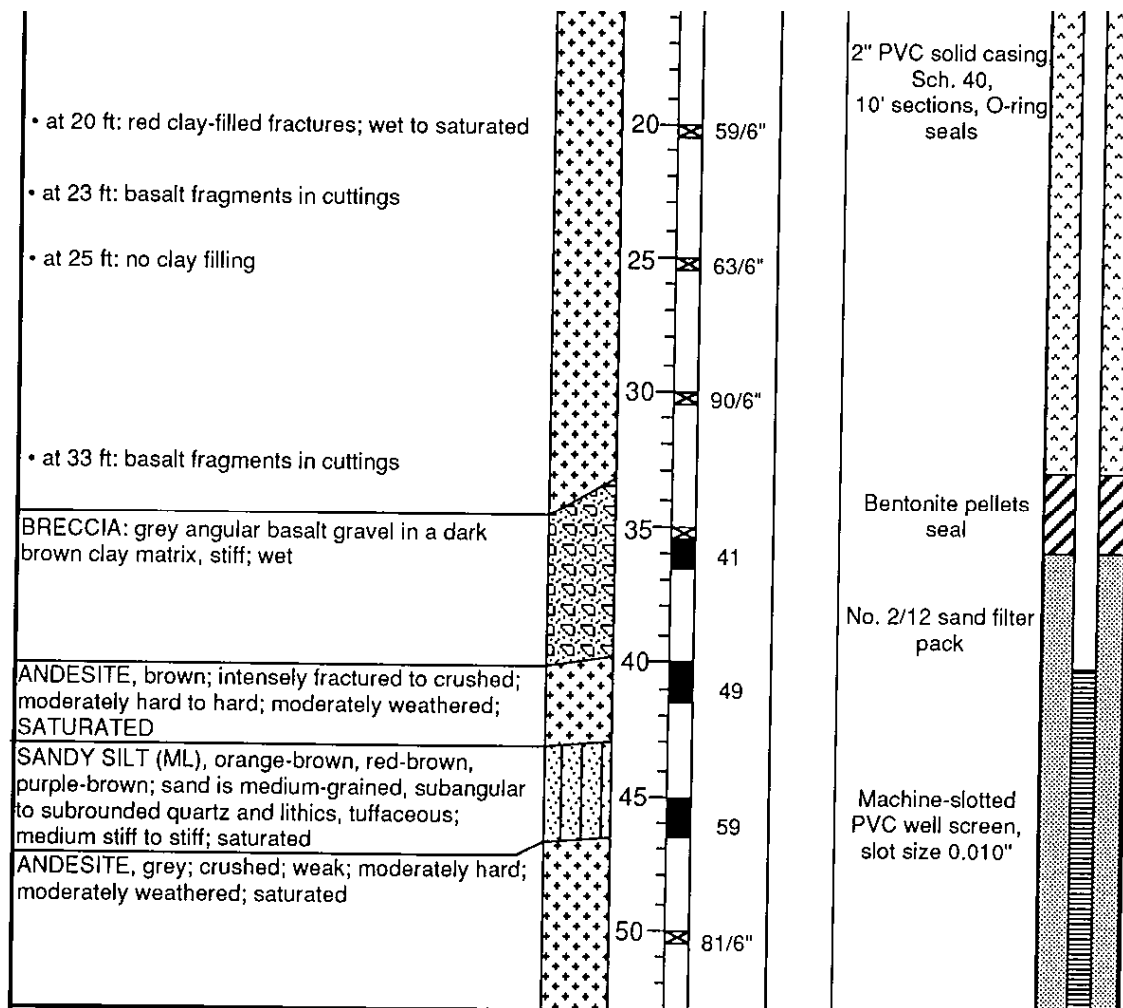 • at 20 ft: red clay-filled fractures; wet to saturated
• at 23 ft: basalt fragments in cuttings
• at 25 ft: no clay filling
• at 33 ft: basalt fragments in cuttings
BRECCIA: grey angular basalt gravel in a dark
brown clay matrix, stiff; wet
ANDESITE, brown; intensely fractured to crushed;
moderately hard to hard; moderately weathered;
SATURATED
SANDY SILT (ML), orange-brown, red-brown,
purple-brown; sand is medium-grained, subangular
to subrounded quartz and lithics, tuffaceous;
medium stiff to stiff; saturated
ANDESITE, grey; crushed; weak; moderately hard;
moderately weathered; saturated
20
25
30
35
40
45
50
59/6"
63/6"
90/6"
41
49
59
81/6"
2" PVC solid casing
Sch. 40,
10' sections, O-ring
seals
Bentonite pellets
seal
No. 2/12 sand filter
pack
Machine-slotted
PVC well screen,
slot size 0.010"